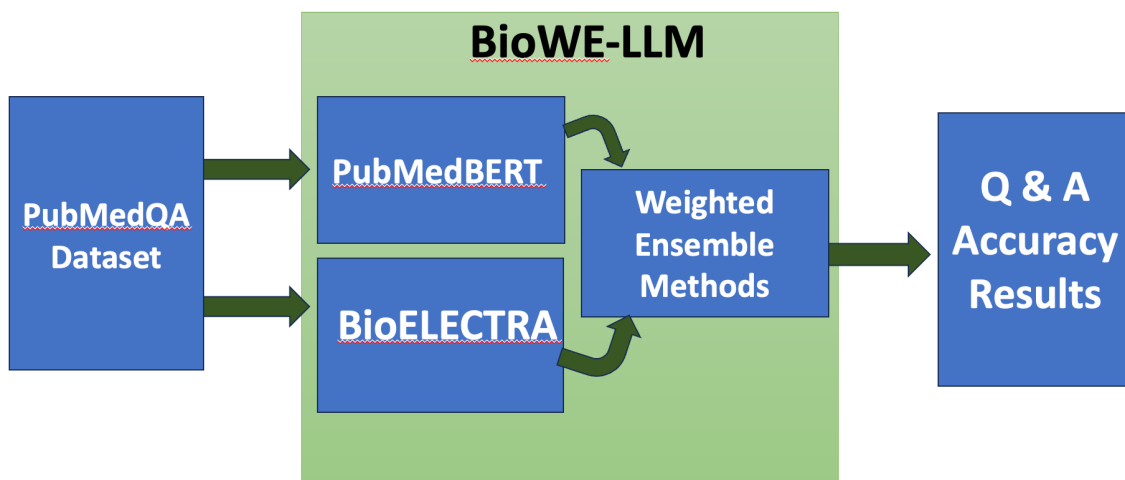 BioWE-LLM
PubMedQA
Dataset
PubMedBERT
BioELECTRA
Weighted
Ensemble
Methods
Q & A
Accuracy
Results